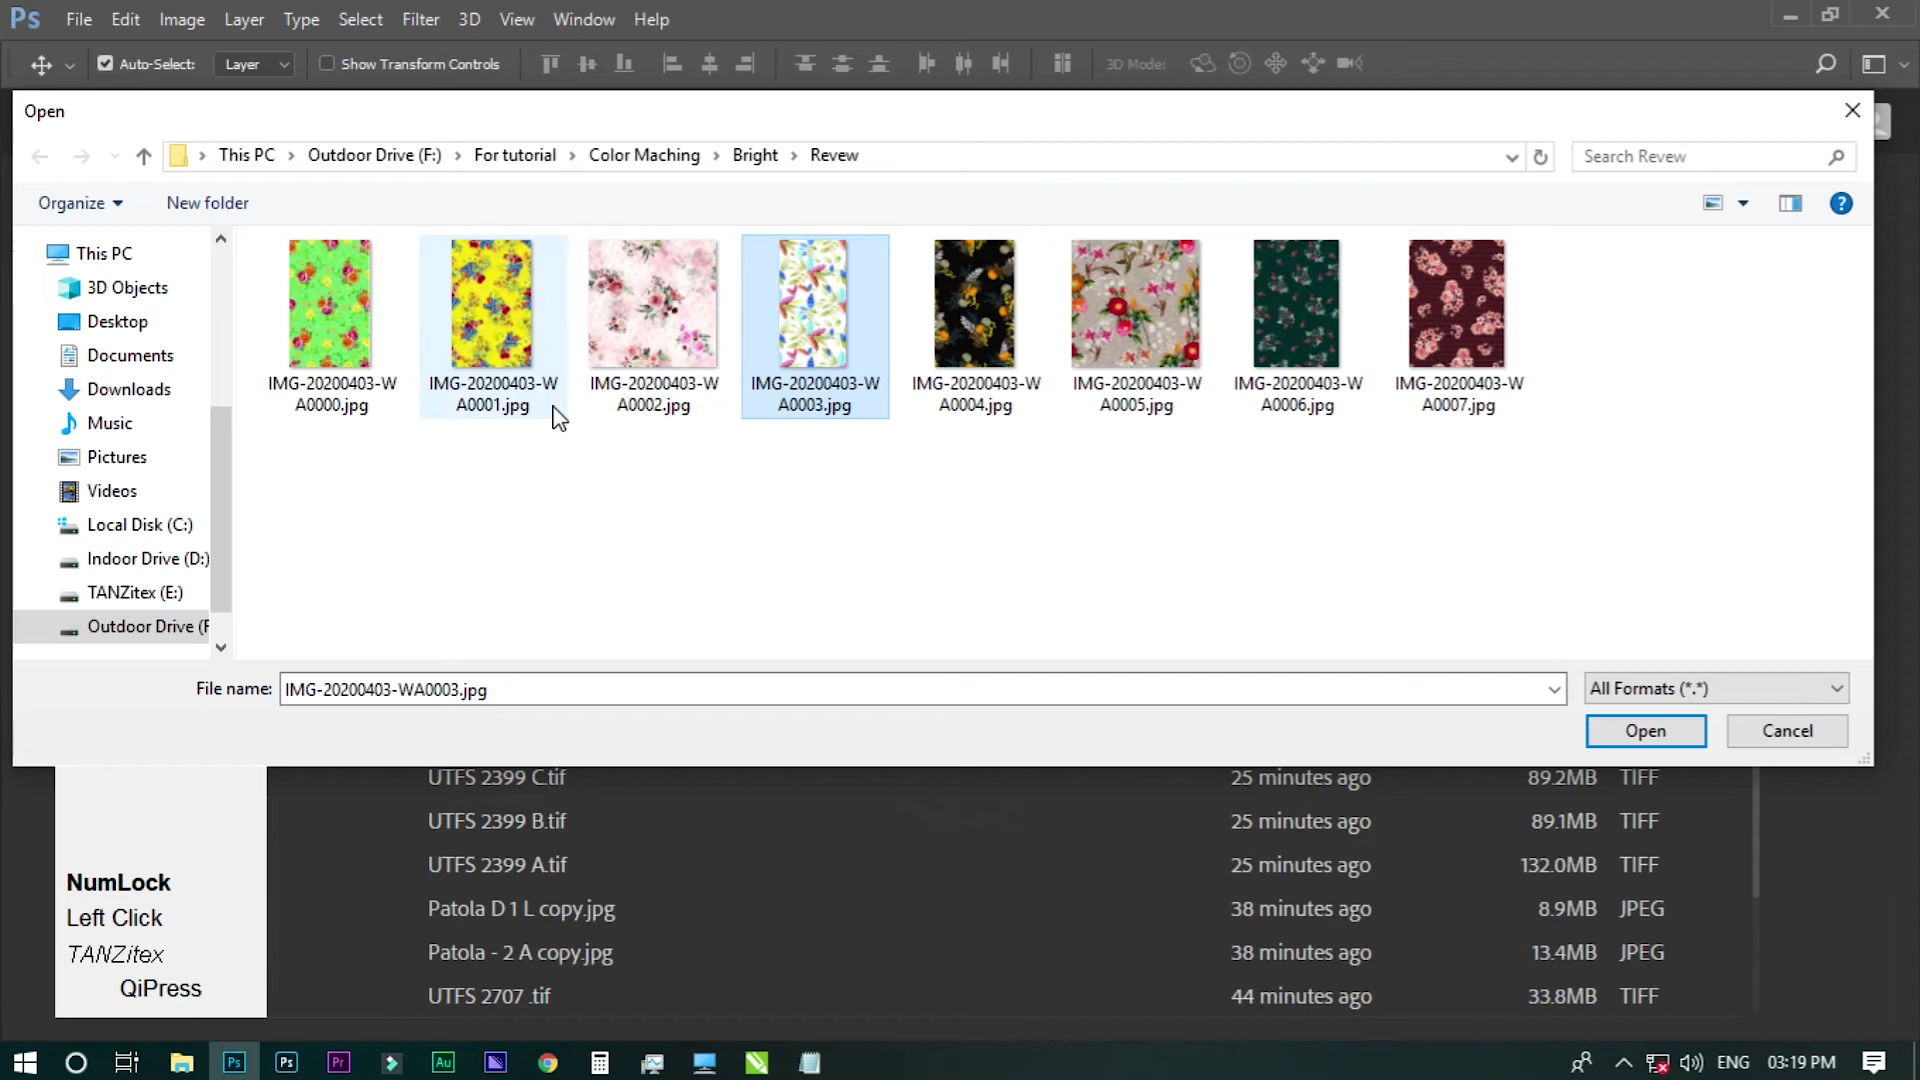 Ps File Edit Image Layer Type Select Filter 3D View Window Help
Auto-Select: Layer Show Transform Controls 3D Mode:
Open
This PC Outdoor Drive (F:) For tutorial Color Maching Bright Revew Search Revew
Organize New folder
This PC
3D Objects
Desktop
Documents
Downloads
Music
Pictures
Videos
Local Disk (C:)
Indoor Drive (D:)
TANZitex (E:)
Outdoor Drive (F
IMG-20200403-W
A0000.jpg
IMG-20200403-W
A0001.jpg
IMG-20200403-W
A0002.jpg
IMG-20200403-W
A0003.jpg
IMG-20200403-W
A0004.jpg
IMG-20200403-W
A0005.jpg
IMG-20200403-W
A0006.jpg
IMG-20200403-W
A0007.jpg
File name: IMG-20200403-WA0003.jpg All Formats (*.*)
Open Cancel
UTFS 2399 C.tif 25 minutes ago 89.2MB TIFF
UTFS 2399 B.tif 25 minutes ago 89.1MB TIFF
UTFS 2399 A.tif 25 minutes ago 132.0MB TIFF
Patola D 1 L copy.jpg 38 minutes ago 8.9MB JPEG
Patola - 2 A copy.jpg 38 minutes ago 13.4MB JPEG
UTFS 2707 .tif 44 minutes ago 33.8MB TIFF
NumLock
Left Click
TANZitex
QiPress
Ps Ps Pr Au ENG 03:19 PM